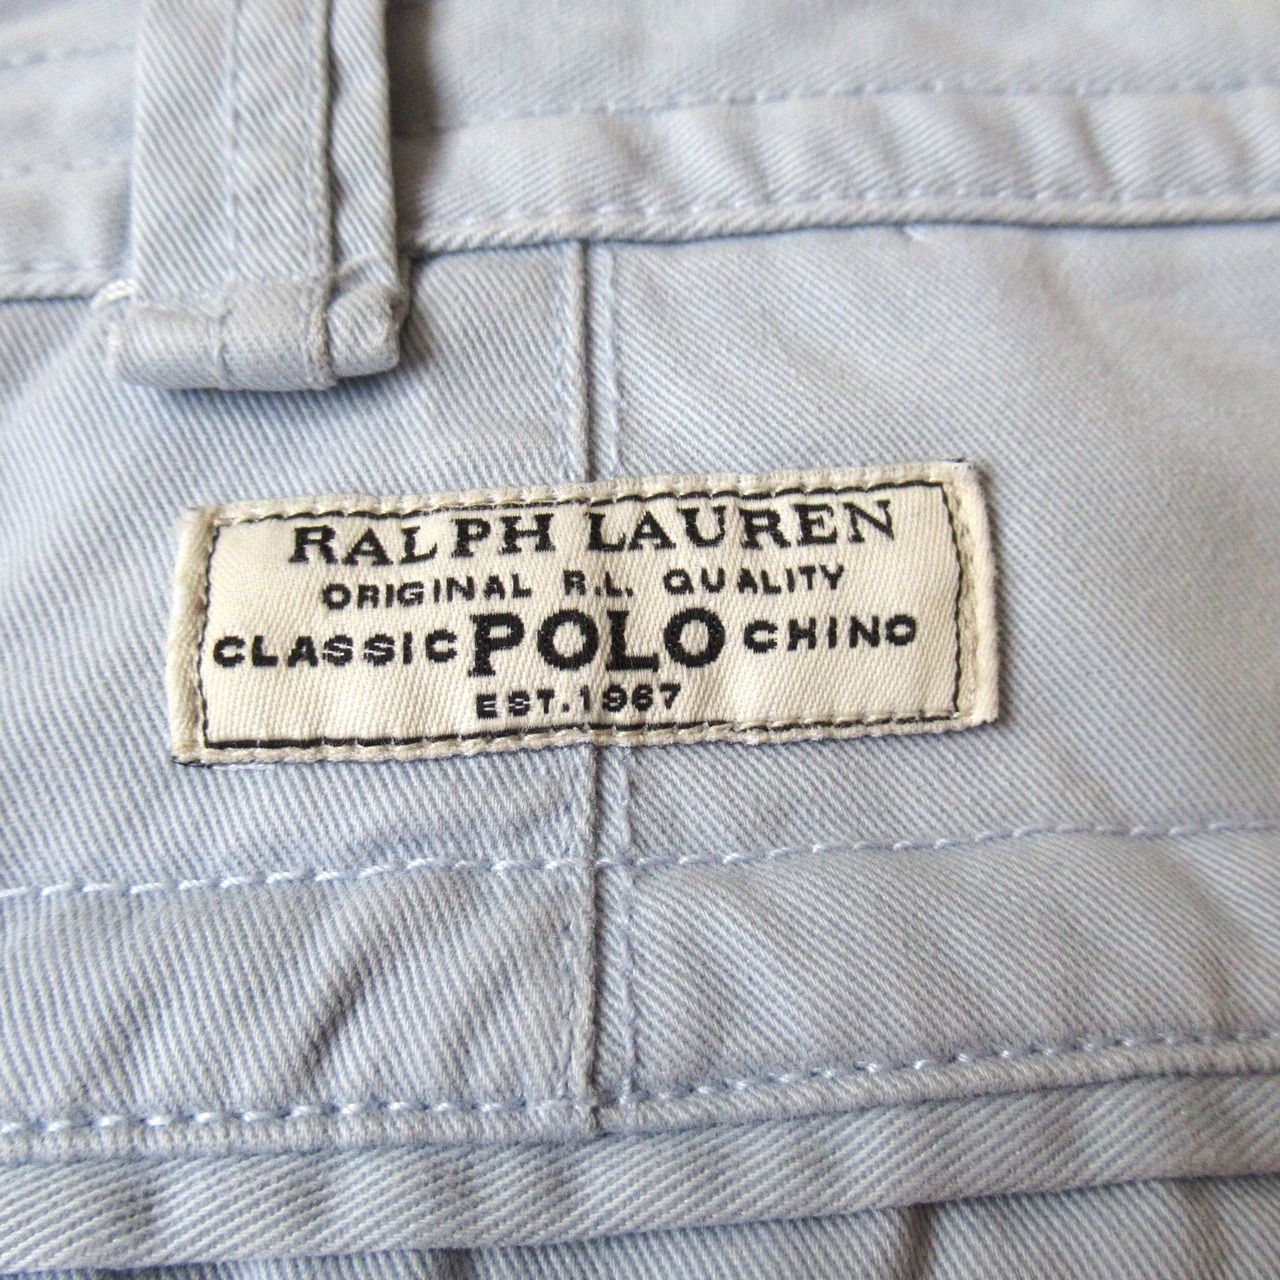 RALPH LAUREN
ORIGINAL R.L. QUALITY
CLASSIC POLO CHINO
EST.1967